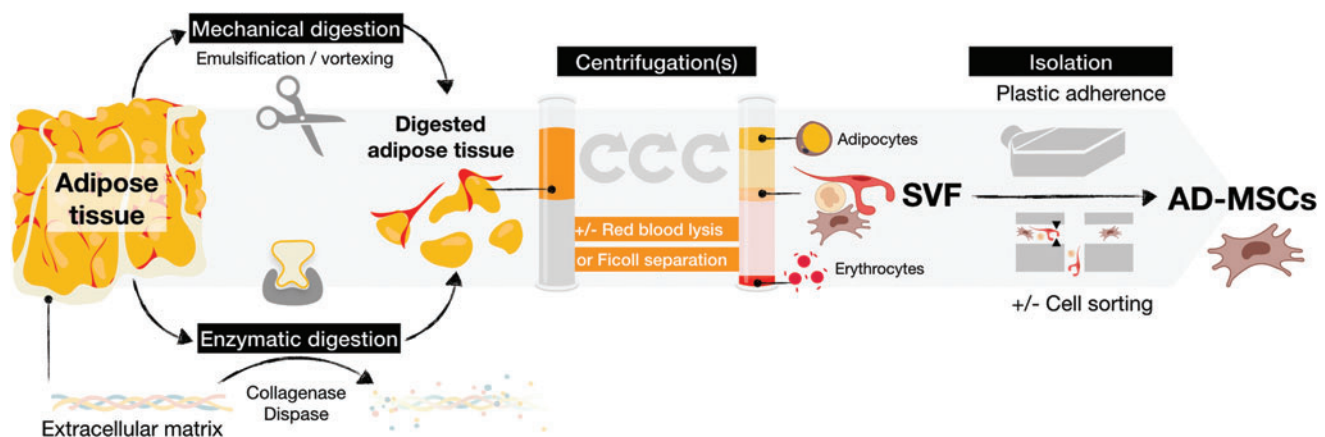 Mechanical digestion
Emulsification / vortexing
Adipose
tissue
Digested
adipose tissue
Enzymatic digestion
Collagenase
Dispase
Extracellular matrix
Centrifugation(s)
+/- Red blood lysis
or Ficoll separation
Adipocytes
SVF
Erythrocytes
Isolation
Plastic adherence
+/- Cell sorting
AD-MSCs